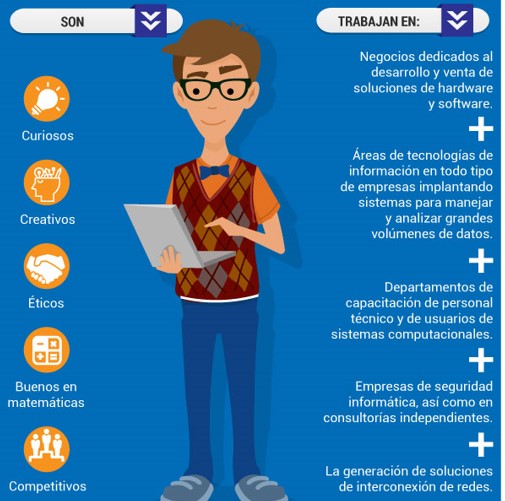 SON
Curiosos
Creativos
Éticos
Buenos en
matemáticas
Competitivos
TRABAJAN EN:
Negocios dedicados al
desarrollo y venta de
soluciones de hardware
y software.
+
Áreas de tecnologías de
información en todo tipo
de empresas implantando
sistemas para manejar
y analizar grandes
volúmenes de datos.
+
Departamentos de
capacitación de personal
técnico y de usuarios de
sistemas computacionales.
+
Empresas de seguridad
informática, así como en
consultorías independientes.
+
La generación de soluciones
de interconexión de redes.